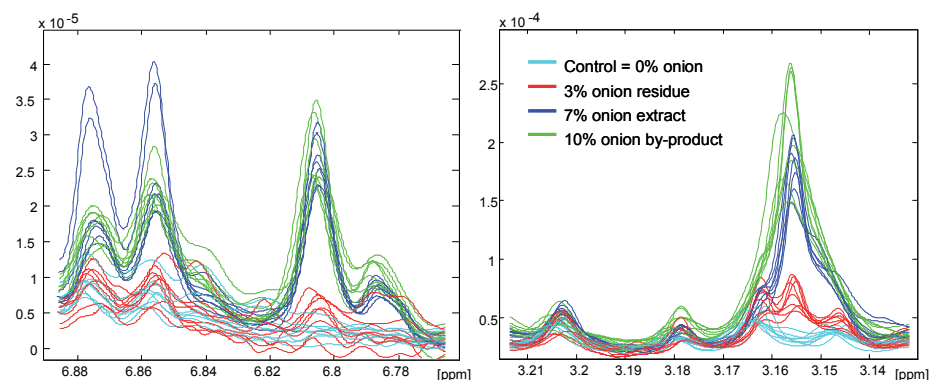 x 10⁻⁵
4
3.5
3
2.5
2
1.5
1
0.5
0
6.88 6.86 6.84 6.82 6.8 6.78 [ppm]
x 10⁻⁴
2.5
2
1.5
1
0.5
3.21 3.2 3.19 3.18 3.17 3.16 3.15 3.14 [ppm]
Control = 0% onion
3% onion residue
7% onion extract
10% onion by-product